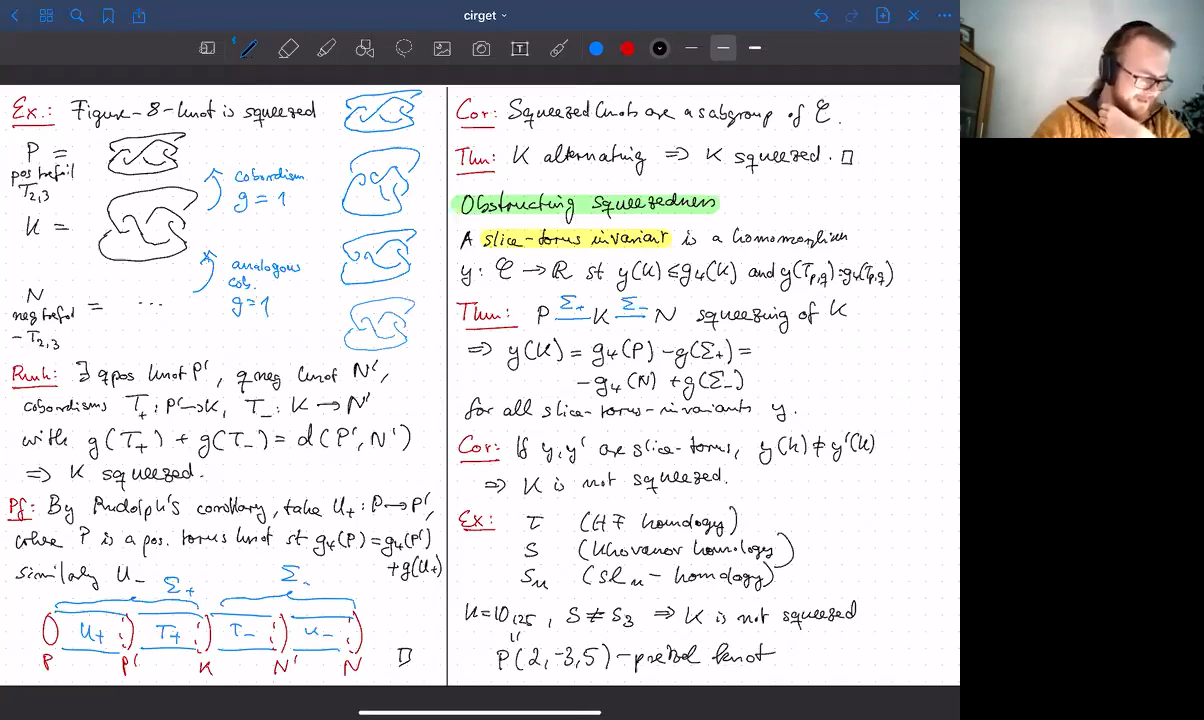 cirget
Ex.: Figure-8-knot is squeezed
P =
pos trefoil
T2,3
cobordism
g = 1
K =
analogous
cob.
g = 1
N
neg trefoil
- T2,3
= ...
Rmk: ∃ qpos knot P', qneg knot N',
cobordisms T+ : P' → K, T- : K → N'
with g(T+) + g(T-) = d(P', N')
⇒ K squeezed.
Pf: By Rudolph's corollary, take U+ : P → P',
where P is a pos. torus knot st g4(P) = g4(P')
+ g(U+)
similarly U-
Σ+ Σ-
U+ T+ T- U-
P P' K N' N □
Cor: Squeezed knots are a subgroup of C.
Thm: K alternating ⇒ K squeezed. □
Obstructing squeezedness
A slice-torus invariant is a homomorphism
y : C → R st y(K) ≤ g4(K) and y(Tp,q) = g4(Tp,q)
Thm: P Σ+ K Σ- N squeezing of K
⇒ y(K) = g4(P) - g(Σ+) =
- g4(N) + g(Σ-)
for all slice-torus-invariants y.
Cor: If y, y' are slice-torus, y(K) ≠ y'(K)
⇒ K is not squeezed.
Ex: τ (HF homology)
S (Khovanov homology)
Sn (sln - homology)
K = 10125, S ≠ S3 ⇒ K is not squeezed
"
P(2, -3, 5) - pretzel knot